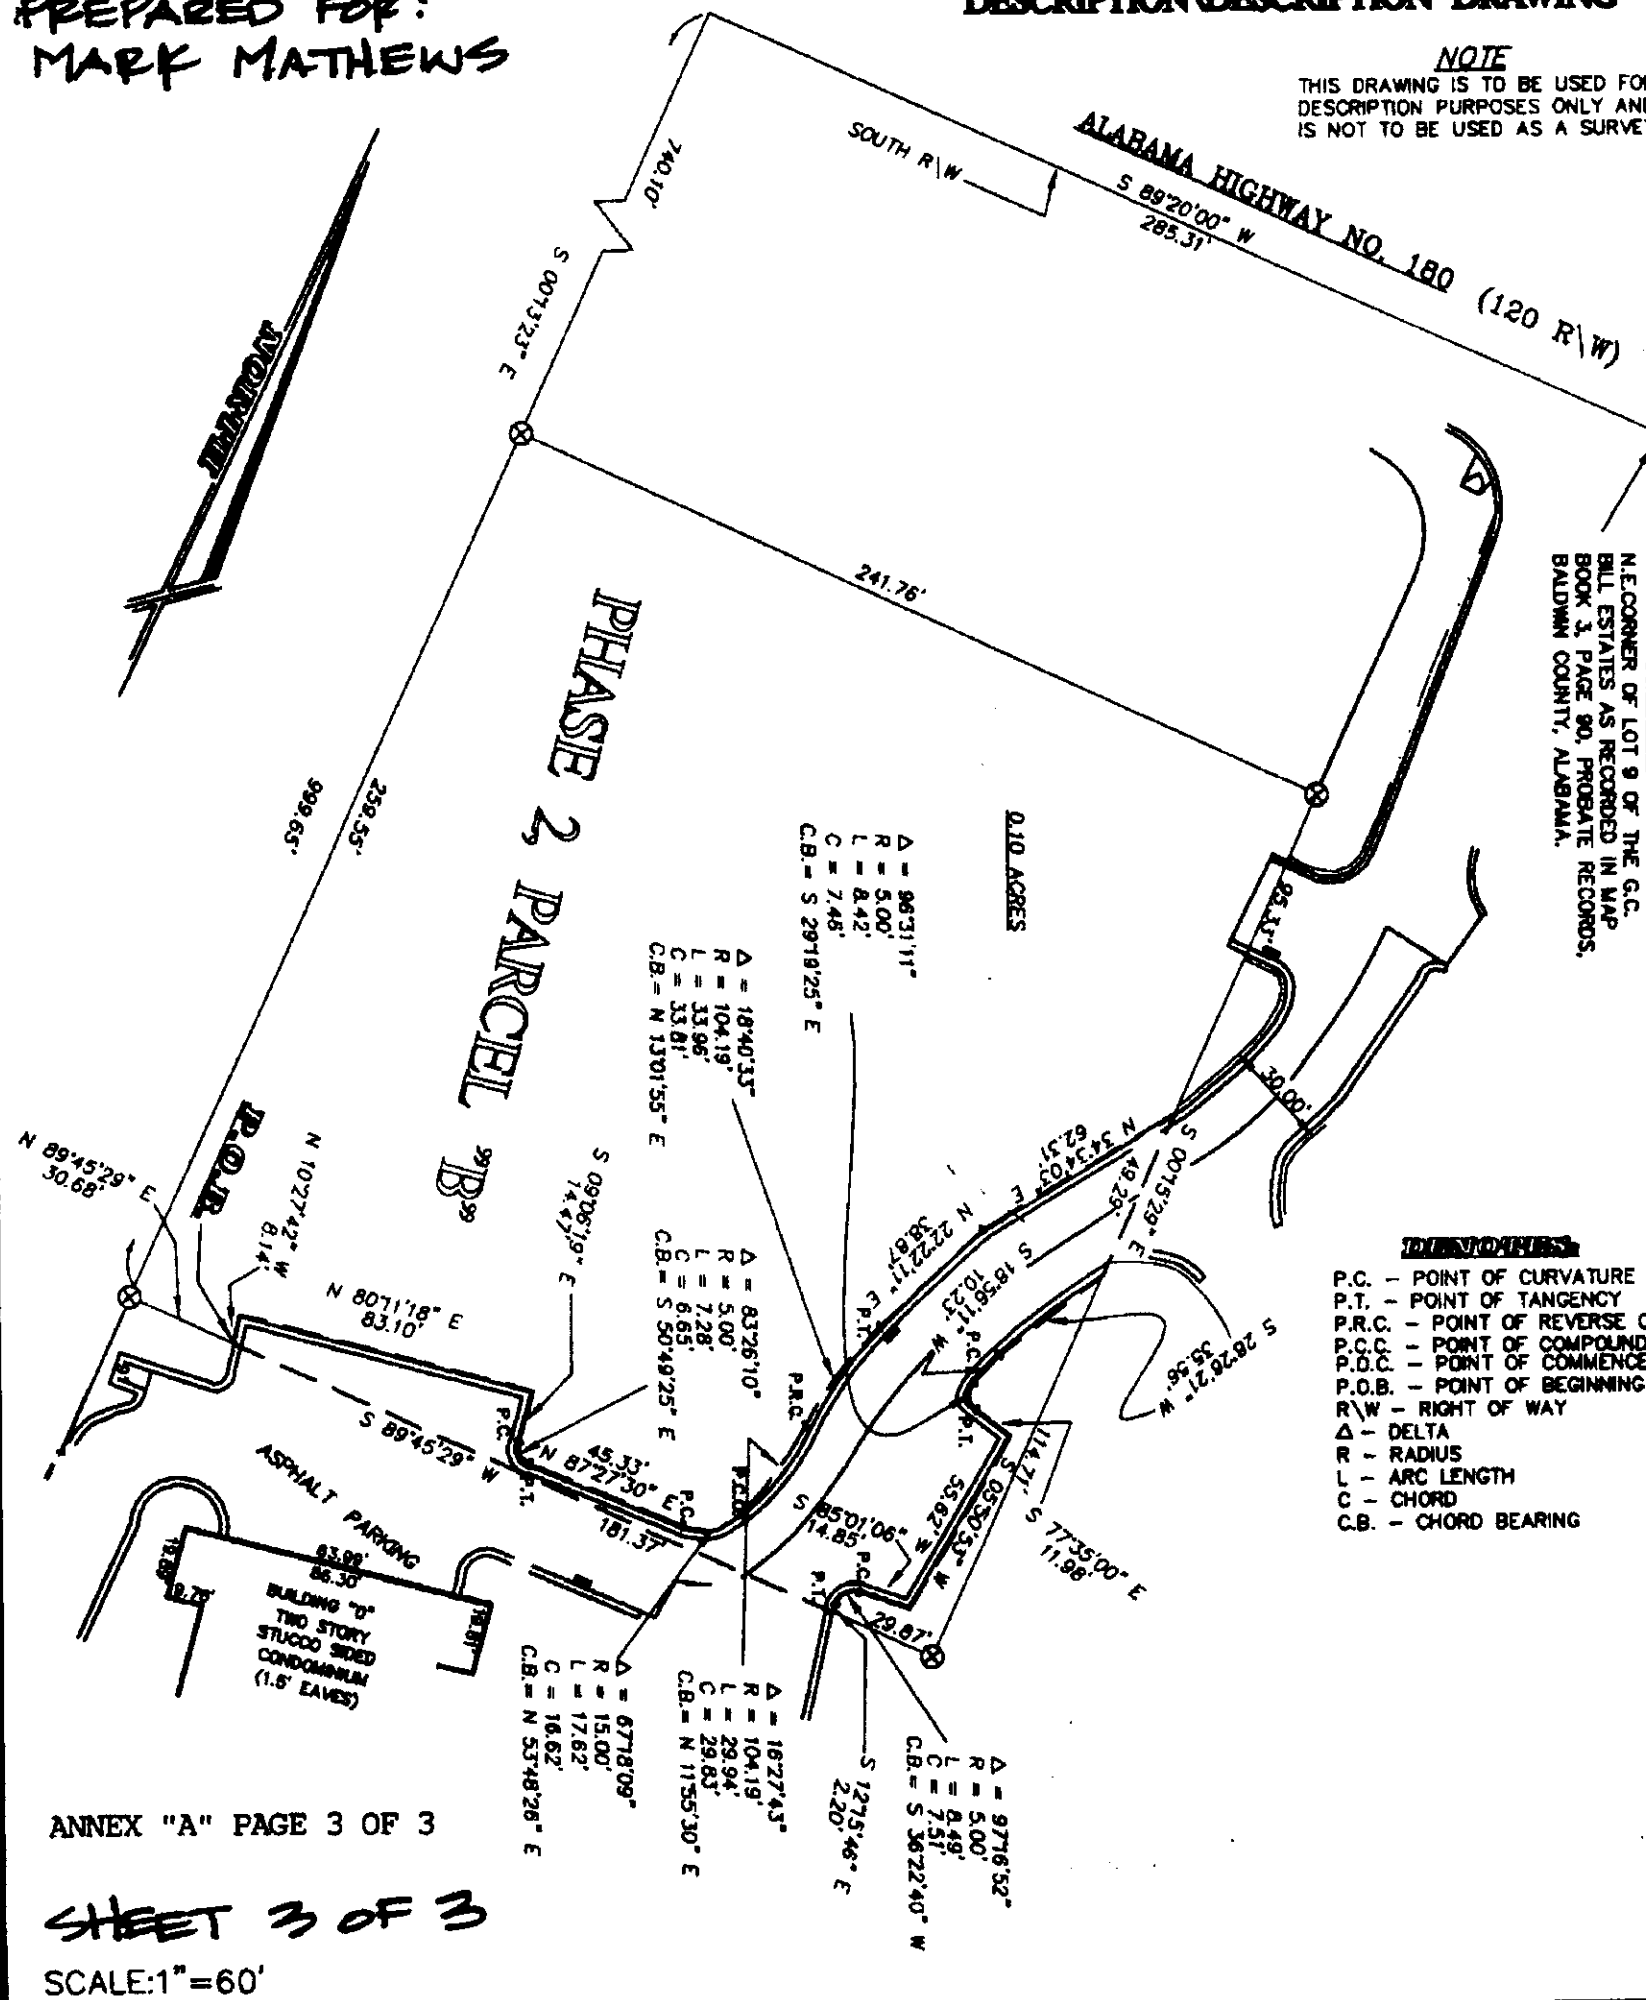 PREPARED FOR:
MARK MATHEWS
DESCRIPTION DESCRIPTION DRAWING
NOTE
THIS DRAWING IS TO BE USED FOR
DESCRIPTION PURPOSES ONLY AND
IS NOT TO BE USED AS A SURVEY
ALABAMA HIGHWAY NO. 180 (120 R\W)
SOUTH R\W
S 89°20'00" W
285.31'
740.10'
S 00°13'23" E
NORTH
N.E.CORNER OF LOT 9 OF THE G.C.
BILL ESTATES AS RECORDED IN MAP
BOOK 3, PAGE 90, PROBATE RECORDS,
BALDWIN COUNTY, ALABAMA.
241.76'
PHASE 2, PARCEL "B"
0.10 ACRES
259.55'
999.65'
95.33'
30.00'
Δ = 96°31'11"
R = 5.00'
L = 8.42'
C = 7.46'
C.B.= S 29°19'25" E
Δ = 18°40'33"
R = 104.19'
L = 33.96'
C = 33.81'
C.B.= N 13°01'55" E
P.O.B.
N 89°45'29" E
30.68'
N 10°27'42" W
8.14'
N 80°11'18" E
83.10'
S 09°06'19" E
14.47'
Δ = 83°26'10"
R = 5.00'
L = 7.28'
C = 6.65'
C.B.= S 50°49'25" E
N 34°34'03" E
62.31'
S 00°15'29" E
49.29'
N 22°22'11" E
38.87'
S 18°56'11" W
10.23'
P.T.
P.C.
P.R.C.
P.T.
S 28°26'21" W
35.56'
DENOTES:
P.C. - POINT OF CURVATURE
P.T. - POINT OF TANGENCY
P.R.C. - POINT OF REVERSE C
P.C.C. - POINT OF COMPOUND
P.O.C. - POINT OF COMMENCE
P.O.B. - POINT OF BEGINNING
R\W - RIGHT OF WAY
Δ - DELTA
R - RADIUS
L - ARC LENGTH
C - CHORD
C.B. - CHORD BEARING
P.C.
P.T.
S 89°45'29" W
181.37'
N 87°27'30" E
45.33'
P.C.
P.C.C.
114.71'
S 05°50'53" W
55.62'
S 77°35'00" E
11.98'
S 85°01'06" W
14.85'
P.C.
P.T.
29.87'
ASPHALT PARKING
83.99'
86.30'
19.81'
BUILDING "D"
TWO STORY
STUCCO SIDED
CONDOMINIUM
(1.5' EAVES)
Δ = 67°18'09"
R = 15.00'
L = 17.62'
C = 16.62'
C.B.= N 53°48'26" E
Δ = 16°27'43"
R = 104.19'
L = 29.94'
C = 29.83'
C.B.= N 11°55'30" E
S 12°15'46" E
2.20'
Δ = 97°16'52"
R = 5.00'
L = 8.49'
C = 7.51'
C.B.= S 36°22'40" W
ANNEX "A" PAGE 3 OF 3
SHEET 3 OF 3
SCALE:1"=60'